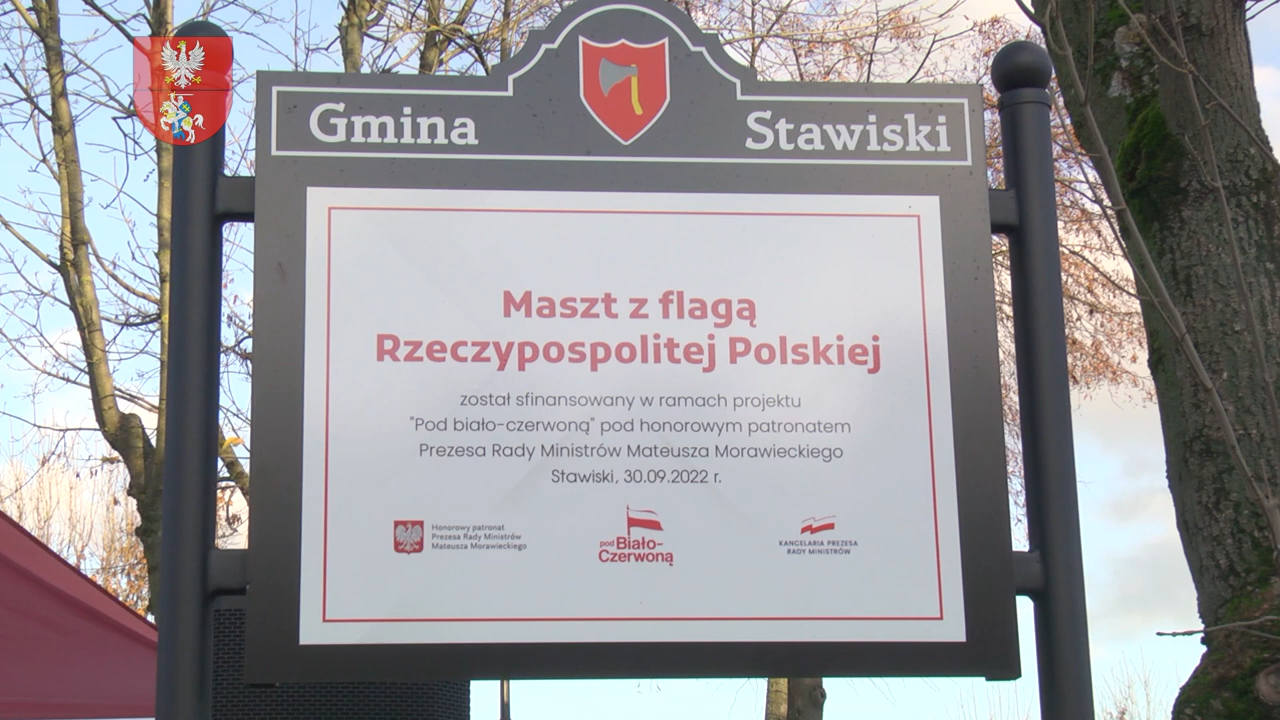 Gmina Stawiski
Maszt z flagą
Rzeczypospolitej Polskiej
został sfinansowany w ramach projektu
"Pod biało-czerwoną" pod honorowym patronatem
Prezesa Rady Ministrów Mateusza Morawieckiego
Stawiski, 30.09.2022 r.
Honorowy patronat
Prezesa Rady Ministrów
Mateusza Morawieckiego
pod Biało-
Czerwoną
KANCELARIA PREZESA
RADY MINISTRÓW